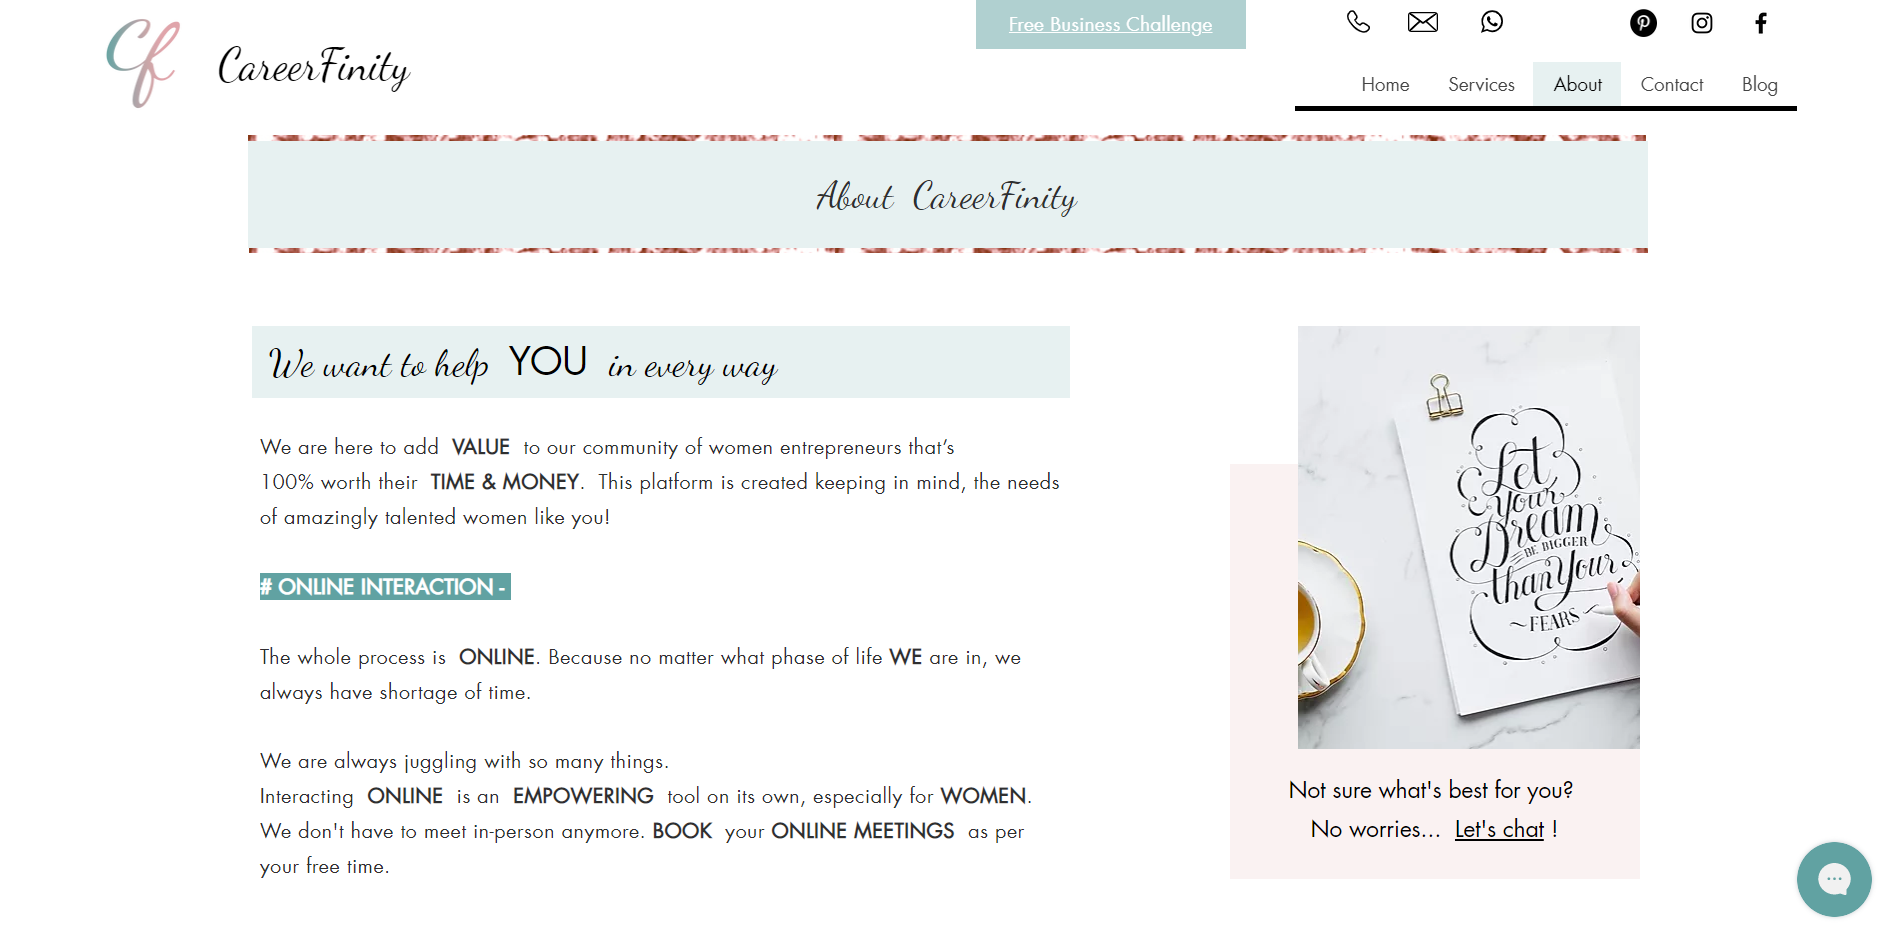 Cf
CareerFinity
Free Business Challenge
Home Services About Contact Blog
About CareerFinity
We want to help YOU in every way
We are here to add VALUE to our community of women entrepreneurs that’s
100% worth their TIME & MONEY. This platform is created keeping in mind, the needs
of amazingly talented women like you!
# ONLINE INTERACTION -
The whole process is ONLINE. Because no matter what phase of life WE are in, we
always have shortage of time.
We are always juggling with so many things.
Interacting ONLINE is an EMPOWERING tool on its own, especially for WOMEN.
We don't have to meet in-person anymore. BOOK your ONLINE MEETINGS as per
your free time.
Let
Your
Dream
BE BIGGER
than Your
FEARS
Not sure what's best for you?
No worries... Let's chat !